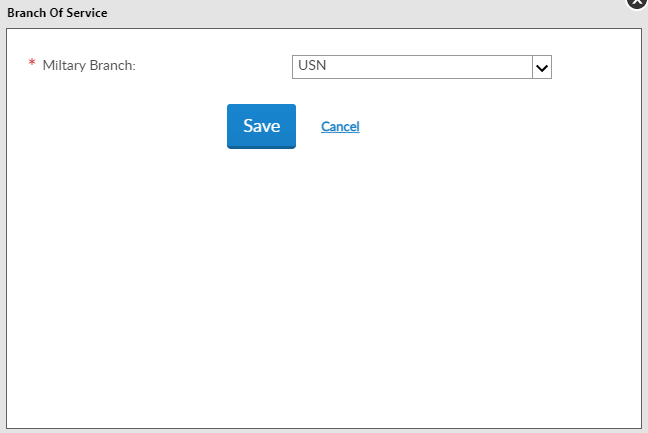 Branch Of Service
* Miltary Branch:
USN
Save
Cancel